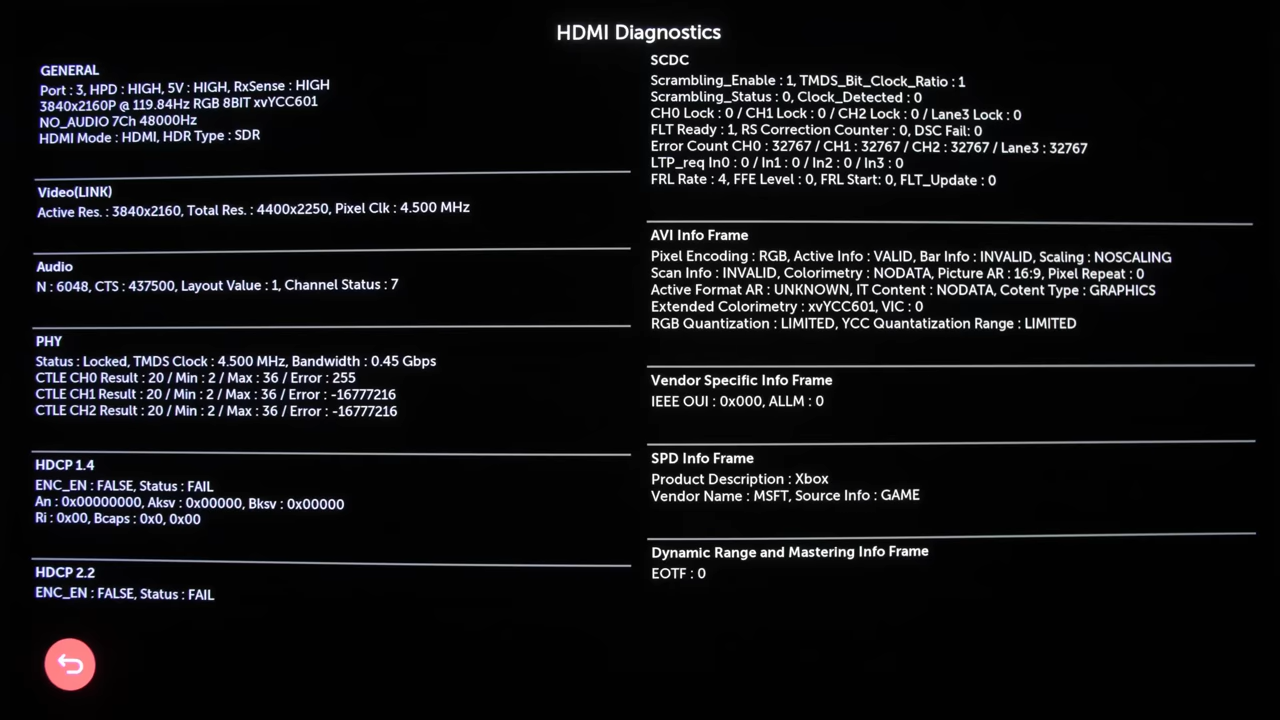 HDMI Diagnostics
GENERAL
Port : 3, HPD : HIGH, 5V : HIGH, RxSense : HIGH
3840x2160P @ 119.84Hz RGB 8BIT xvYCC601
NO_AUDIO 7Ch 48000Hz
HDMI Mode : HDMI, HDR Type : SDR
Video(LINK)
Active Res. : 3840x2160, Total Res. : 4400x2250, Pixel Clk : 4.500 MHz
Audio
N : 6048, CTS : 437500, Layout Value : 1, Channel Status : 7
PHY
Status : Locked, TMDS Clock : 4.500 MHz, Bandwidth : 0.45 Gbps
CTLE CH0 Result : 20 / Min : 2 / Max : 36 / Error : 255
CTLE CH1 Result : 20 / Min : 2 / Max : 36 / Error : -16777216
CTLE CH2 Result : 20 / Min : 2 / Max : 36 / Error : -16777216
HDCP 1.4
ENC_EN : FALSE, Status : FAIL
An : 0x00000000, Aksv : 0x00000, Bksv : 0x00000
Ri : 0x00, Bcaps : 0x0, 0x00
HDCP 2.2
ENC_EN : FALSE, Status : FAIL
SCDC
Scrambling_Enable : 1, TMDS_Bit_Clock_Ratio : 1
Scrambling_Status : 0, Clock_Detected : 0
CH0 Lock : 0 / CH1 Lock : 0 / CH2 Lock : 0 / Lane3 Lock : 0
FLT Ready : 1, RS Correction Counter : 0, DSC Fail: 0
Error Count CH0 : 32767 / CH1 : 32767 / CH2 : 32767 / Lane3 : 32767
LTP_req In0 : 0 / In1 : 0 / In2 : 0 / In3 : 0
FRL Rate : 4, FFE Level : 0, FRL Start: 0, FLT_Update : 0
AVI Info Frame
Pixel Encoding : RGB, Active Info : VALID, Bar Info : INVALID, Scaling : NOSCALING
Scan Info : INVALID, Colorimetry : NODATA, Picture AR : 16:9, Pixel Repeat : 0
Active Format AR : UNKNOWN, IT Content : NODATA, Cotent Type : GRAPHICS
Extended Colorimetry : xvYCC601, VIC : 0
RGB Quantization : LIMITED, YCC Quantatization Range : LIMITED
Vendor Specific Info Frame
IEEE OUI : 0x000, ALLM : 0
SPD Info Frame
Product Description : Xbox
Vendor Name : MSFT, Source Info : GAME
Dynamic Range and Mastering Info Frame
EOTF : 0